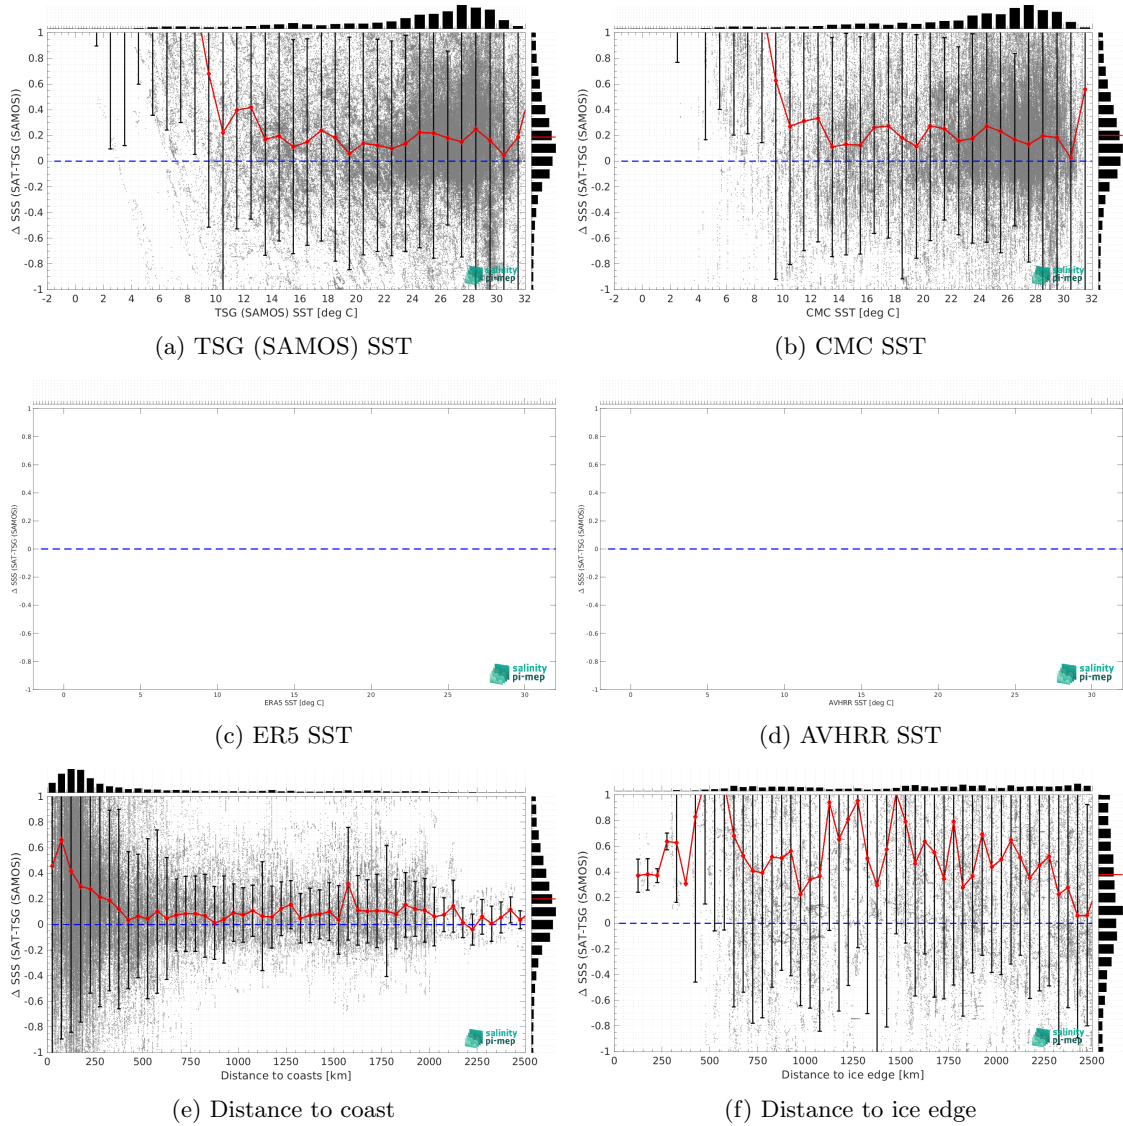 1
0.8
0.6
0.4
0.2
0
-0.2
-0.4
-0.6
-0.8
-1
Δ SSS (SAT-TSG (SAMOS))
-2 0 2 4 6 8 10 12 14 16 18 20 22 24 26 28 30 32
TSG (SAMOS) SST [deg C]
salinity
pi-mep
(a) TSG (SAMOS) SST
1
0.8
0.6
0.4
0.2
0
-0.2
-0.4
-0.6
-0.8
-1
Δ SSS (SAT-TSG (SAMOS))
-2 0 2 4 6 8 10 12 14 16 18 20 22 24 26 28 30 32
CMC SST [deg C]
salinity
pi-mep
(b) CMC SST
1
0.8
0.6
0.4
0.2
0
-0.2
-0.4
-0.6
-0.8
-1
Δ SSS (SAT-TSG (SAMOS))
0 5 10 15 20 25 30
ERA5 SST [deg C]
salinity
pi-mep
(c) ER5 SST
1
0.8
0.6
0.4
0.2
0
-0.2
-0.4
-0.6
-0.8
-1
Δ SSS (SAT-TSG (SAMOS))
0 5 10 15 20 25 30
AVHRR SST [deg C]
salinity
pi-mep
(d) AVHRR SST
1
0.8
0.6
0.4
0.2
0
-0.2
-0.4
-0.6
-0.8
-1
Δ SSS (SAT-TSG (SAMOS))
0 250 500 750 1000 1250 1500 1750 2000 2250 2500
Distance to coasts [km]
salinity
pi-mep
(e) Distance to coast
1
0.8
0.6
0.4
0.2
0
-0.2
-0.4
-0.6
-0.8
-1
Δ SSS (SAT-TSG (SAMOS))
0 250 500 750 1000 1250 1500 1750 2000 2250 2500
Distance to ice edge [km]
salinity
pi-mep
(f) Distance to ice edge